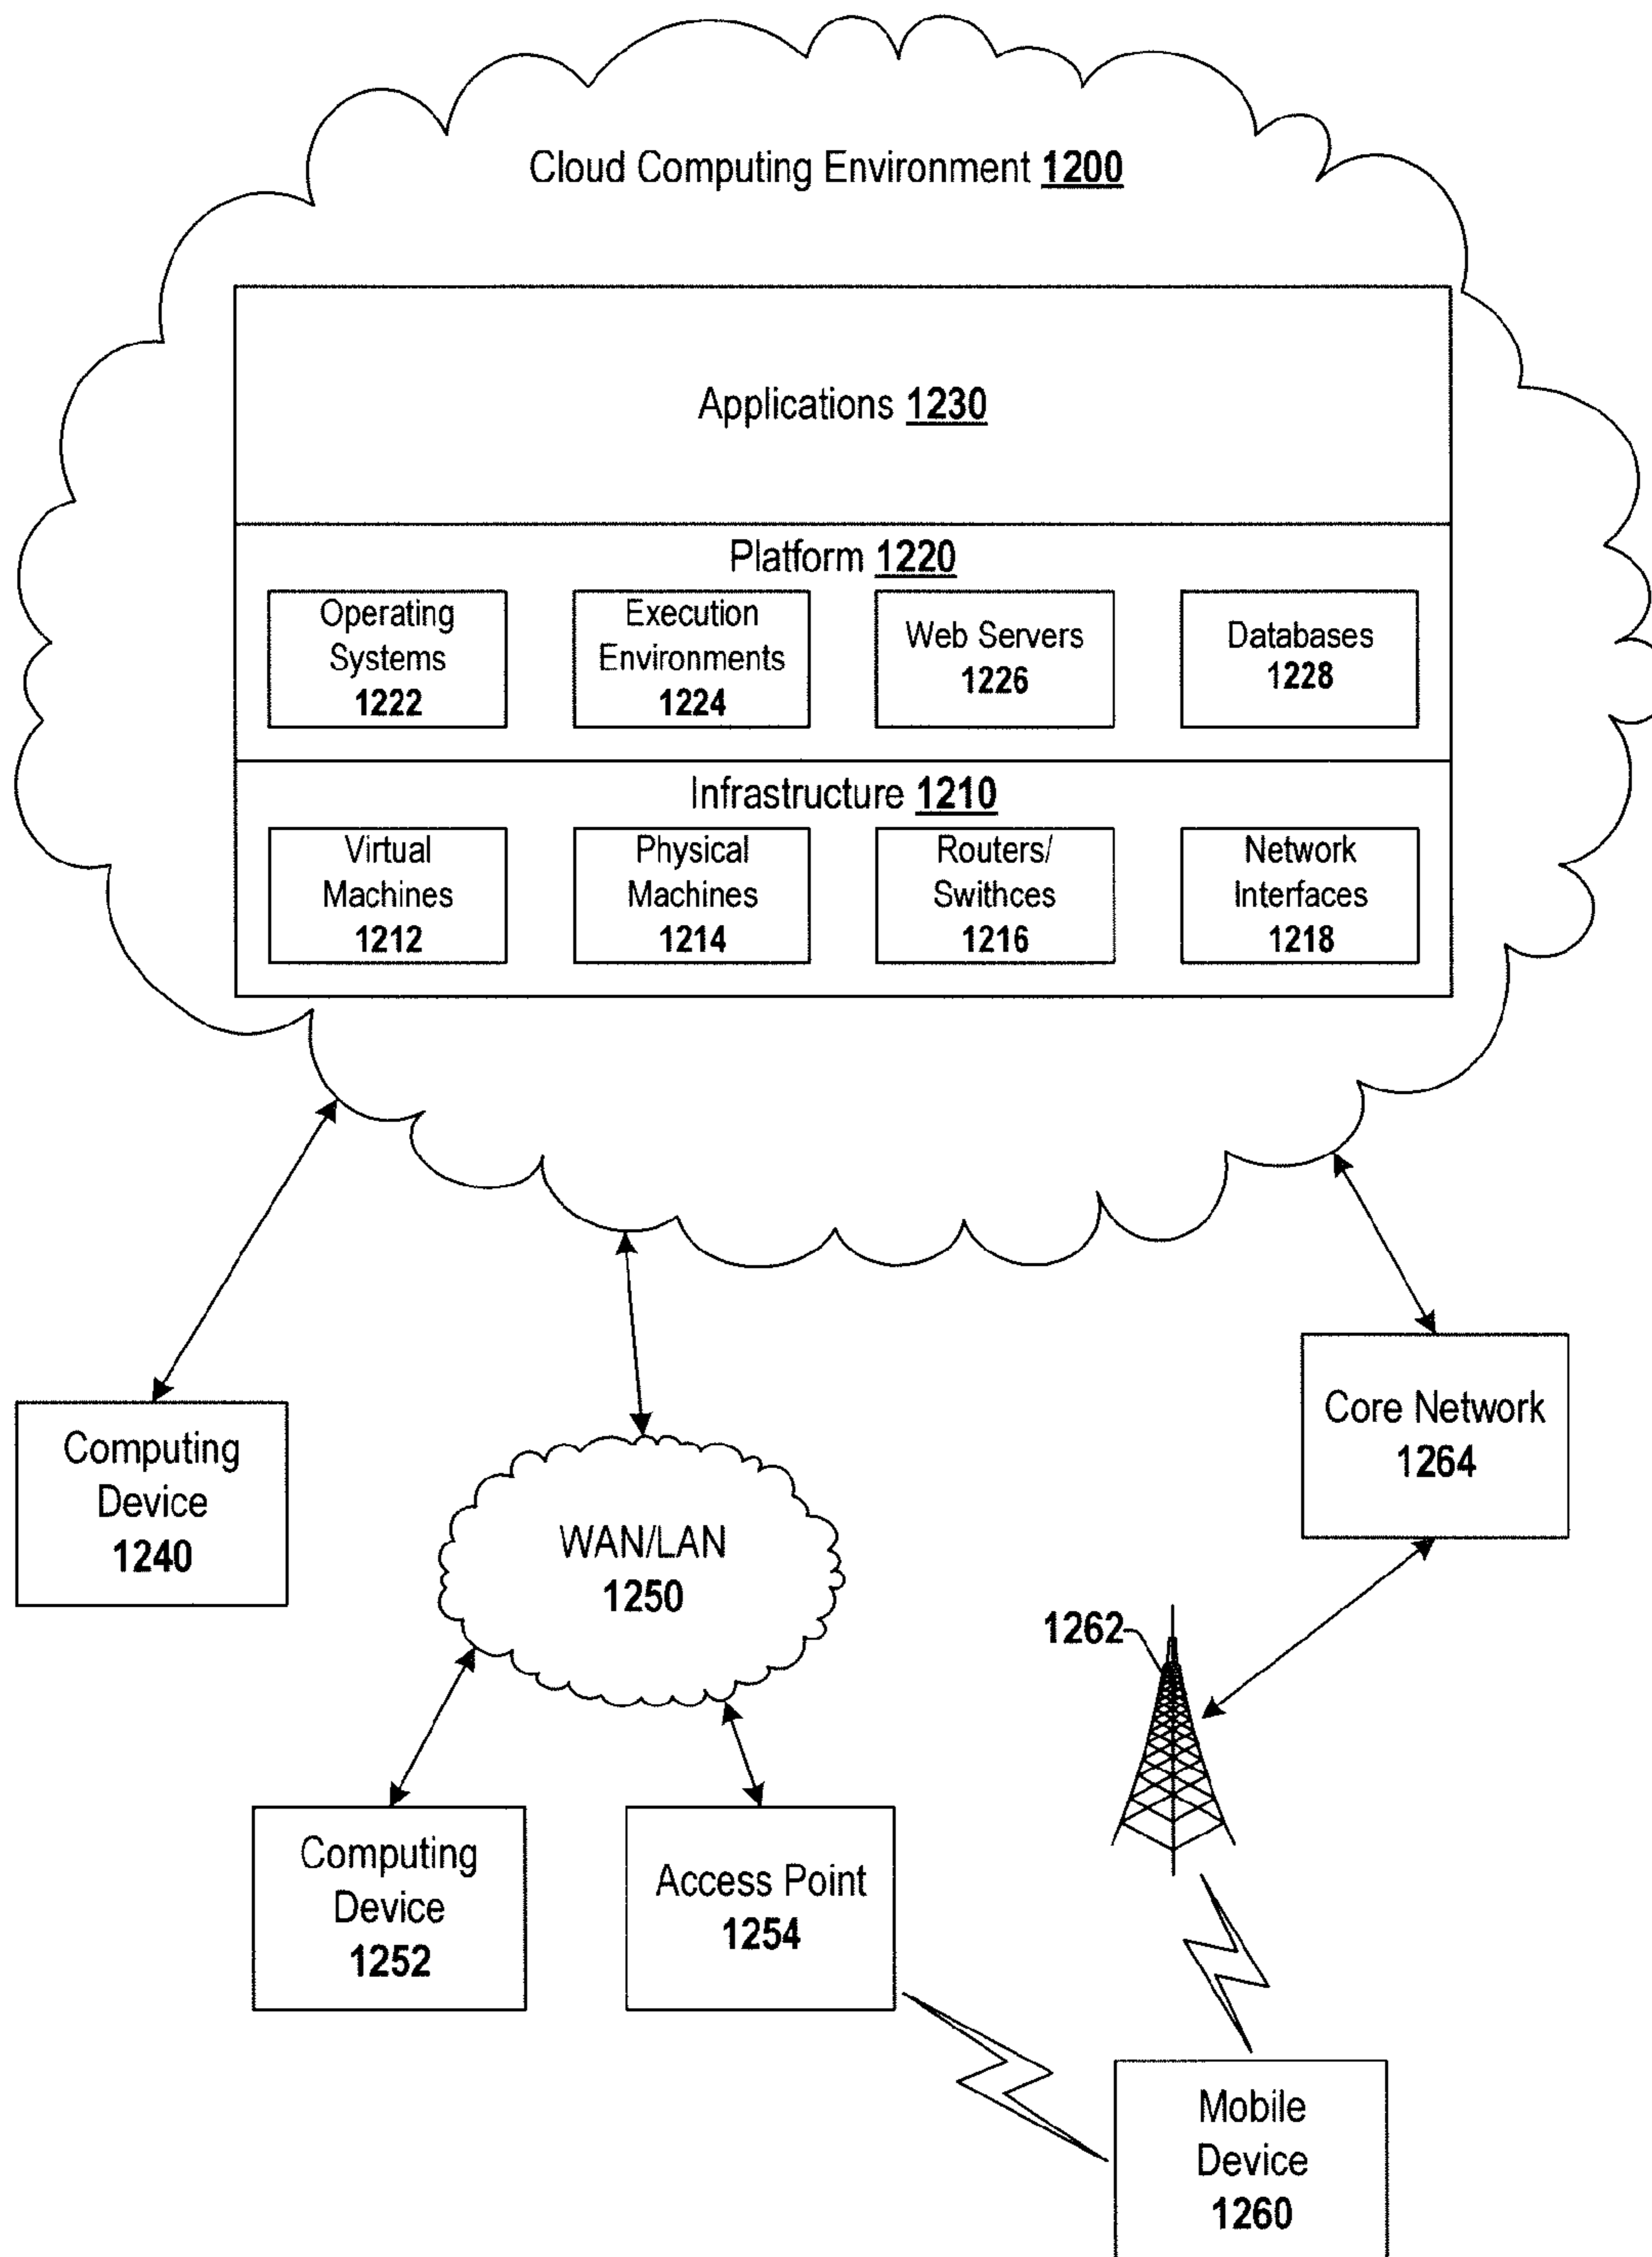 Cloud Computing Environment 1200
Applications 1230
Platform 1220
Operating
Systems
1222
Execution
Environments
1224
Web Servers
1226
Databases
1228
Infrastructure 1210
Virtual
Machines
1212
Physical
Machines
1214
Routers/
Swithces
1216
Network
Interfaces
1218
Computing
Device
1240
WAN/LAN
1250
Core Network
1264
1262
Computing
Device
1252
Access Point
1254
Mobile
Device
1260